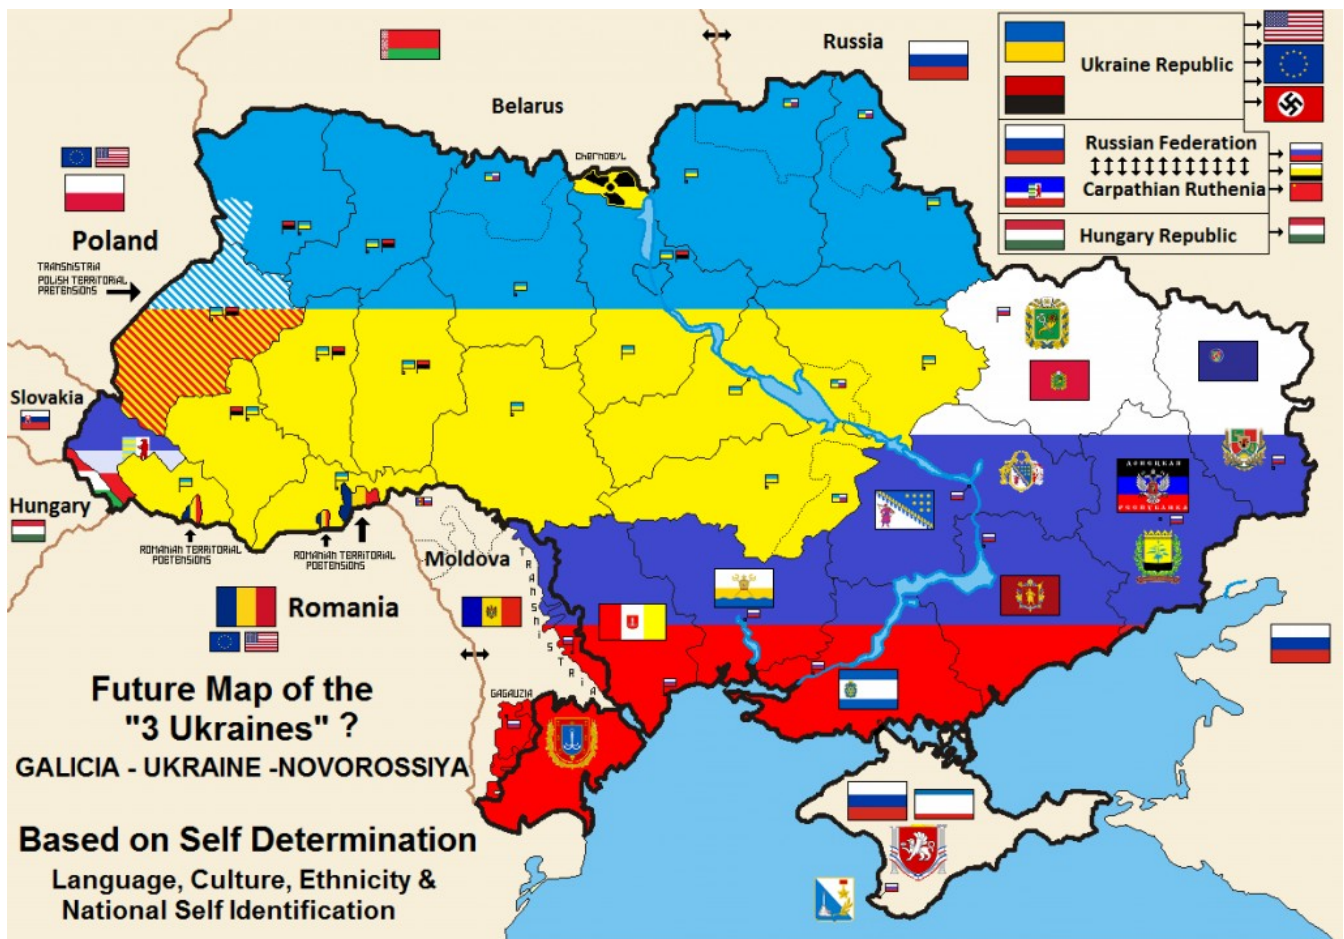 Russia
Ukraine Republic
Belarus
Russian Federation
Carpathian Ruthenia
Hungary Republic
CHERNOBYL
Poland
TRANSNISTRIA
POLISH TERRITORIAL
PRETENSIONS
Slovakia
Hungary
ДОНЕЦКАЯ
РЕСПУБЛИКА
ROMANIAN TERRITORIAL
POETENSIONS
ROMANIAN TERRITORIAL
POETENSIONS
Moldova
TRANSNISTRIA
Romania
GAGAUZIA
Future Map of the
"3 Ukraines" ?
GALICIA - UKRAINE -NOVOROSSIYA
Based on Self Determination
Language, Culture, Ethnicity &
National Self Identification